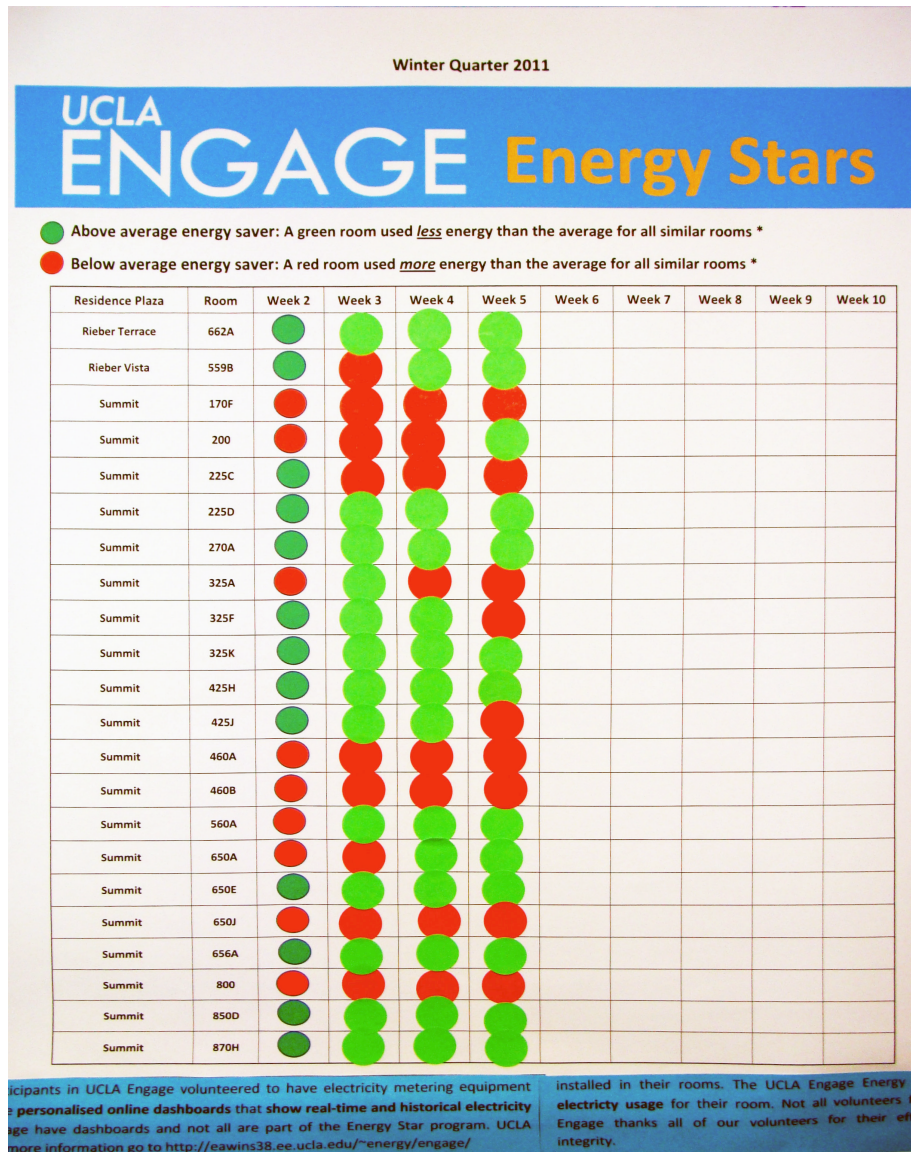 Winter Quarter 2011
UCLA
ENGAGE Energy Stars
Above average energy saver: A green room used less energy than the average for all similar rooms *
Below average energy saver: A red room used more energy than the average for all similar rooms *
Residence Plaza Room Week 2 Week 3 Week 4 Week 5 Week 6 Week 7 Week 8 Week 9 Week 10
Rieber Terrace 662A
Rieber Vista 559B
Summit 170F
Summit 200
Summit 225C
Summit 225D
Summit 270A
Summit 325A
Summit 325F
Summit 325K
Summit 425H
Summit 425J
Summit 460A
Summit 460B
Summit 560A
Summit 650A
Summit 650E
Summit 650J
Summit 656A
Summit 800
Summit 850D
Summit 870H
in UCLA Engage volunteered to have electricity metering equipment
personalised online dashboards that show real-time and historical electricity
have dashboards and not all are part of the Energy Star program. UCLA
more information go to http://eawins38.ee.ucla.edu/~energy/engage/
installed in their rooms. The UCLA Engage Energy
electricity usage for their room. Not all volunteers
Engage thanks all of our volunteers for their
integrity.